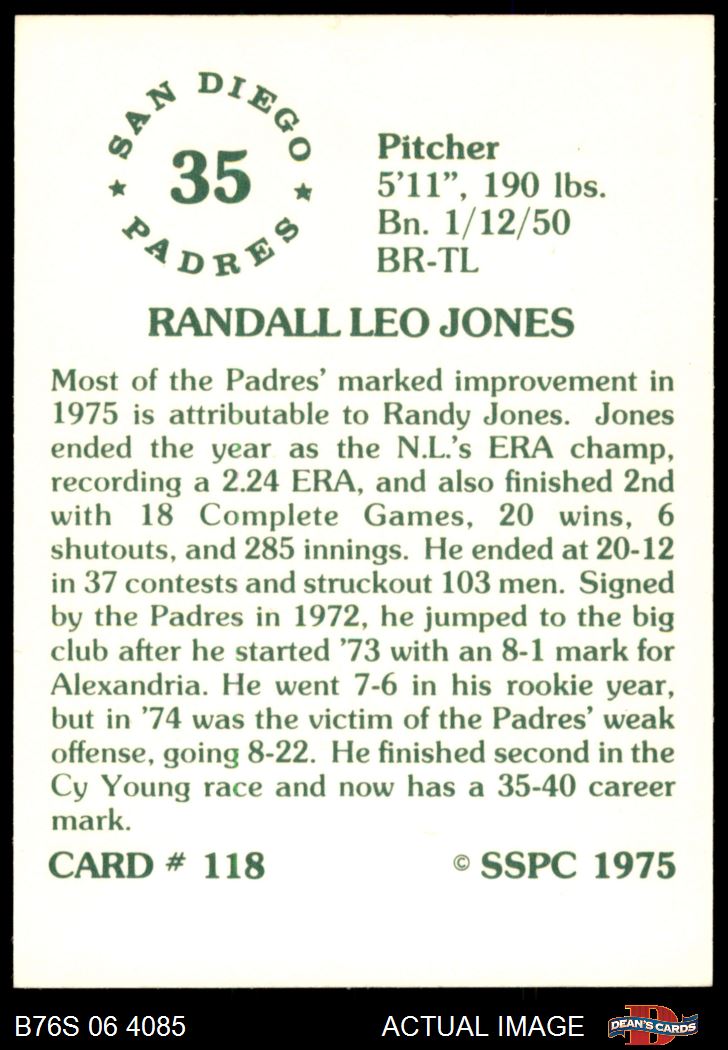 SAN DIEGO
35
PADRES
Pitcher
5'11”, 190 lbs.
Bn. 1/12/50
BR-TL
RANDALL LEO JONES
Most of the Padres’ marked improvement in
1975 is attributable to Randy Jones. Jones
ended the year as the N.L.’s ERA champ,
recording a 2.24 ERA, and also finished 2nd
with 18 Complete Games, 20 wins, 6
shutouts, and 285 innings. He ended at 20-12
in 37 contests and struckout 103 men. Signed
by the Padres in 1972, he jumped to the big
club after he started ’73 with an 8-1 mark for
Alexandria. He went 7-6 in his rookie year,
but in ’74 was the victim of the Padres’ weak
offense, going 8-22. He finished second in the
Cy Young race and now has a 35-40 career
mark.
CARD # 118 © SSPC 1975
B76S 06 4085 ACTUAL IMAGE D DEAN'S CARDS